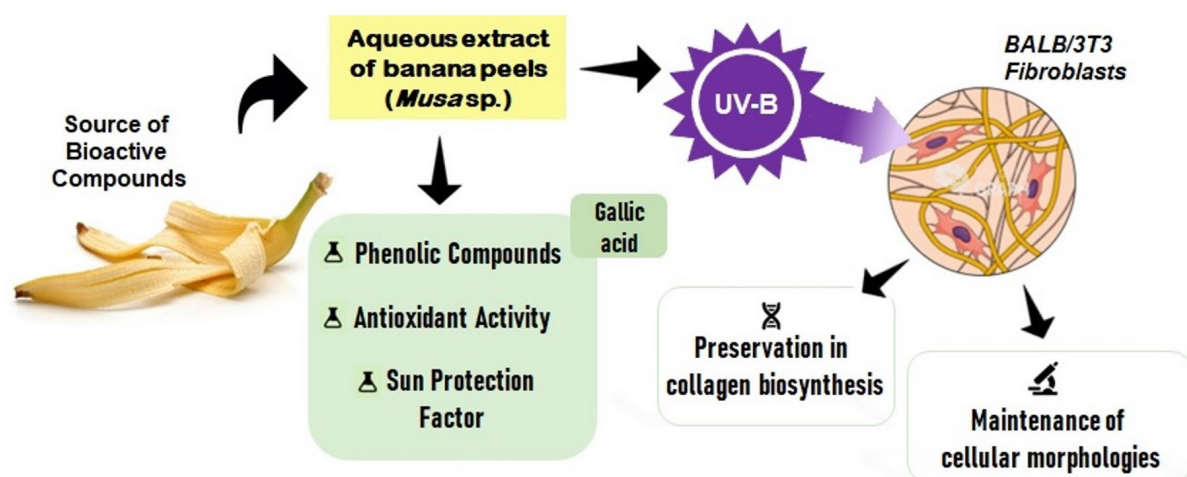 Source of
Bioactive
Compounds
Aqueous extract
of banana peels
(Musa sp.)
UV-B
BALB/3T3
Fibroblasts
Gallic
acid
Phenolic Compounds
Antioxidant Activity
Sun Protection
Factor
Preservation in
collagen biosynthesis
Maintenance of
cellular morphologies